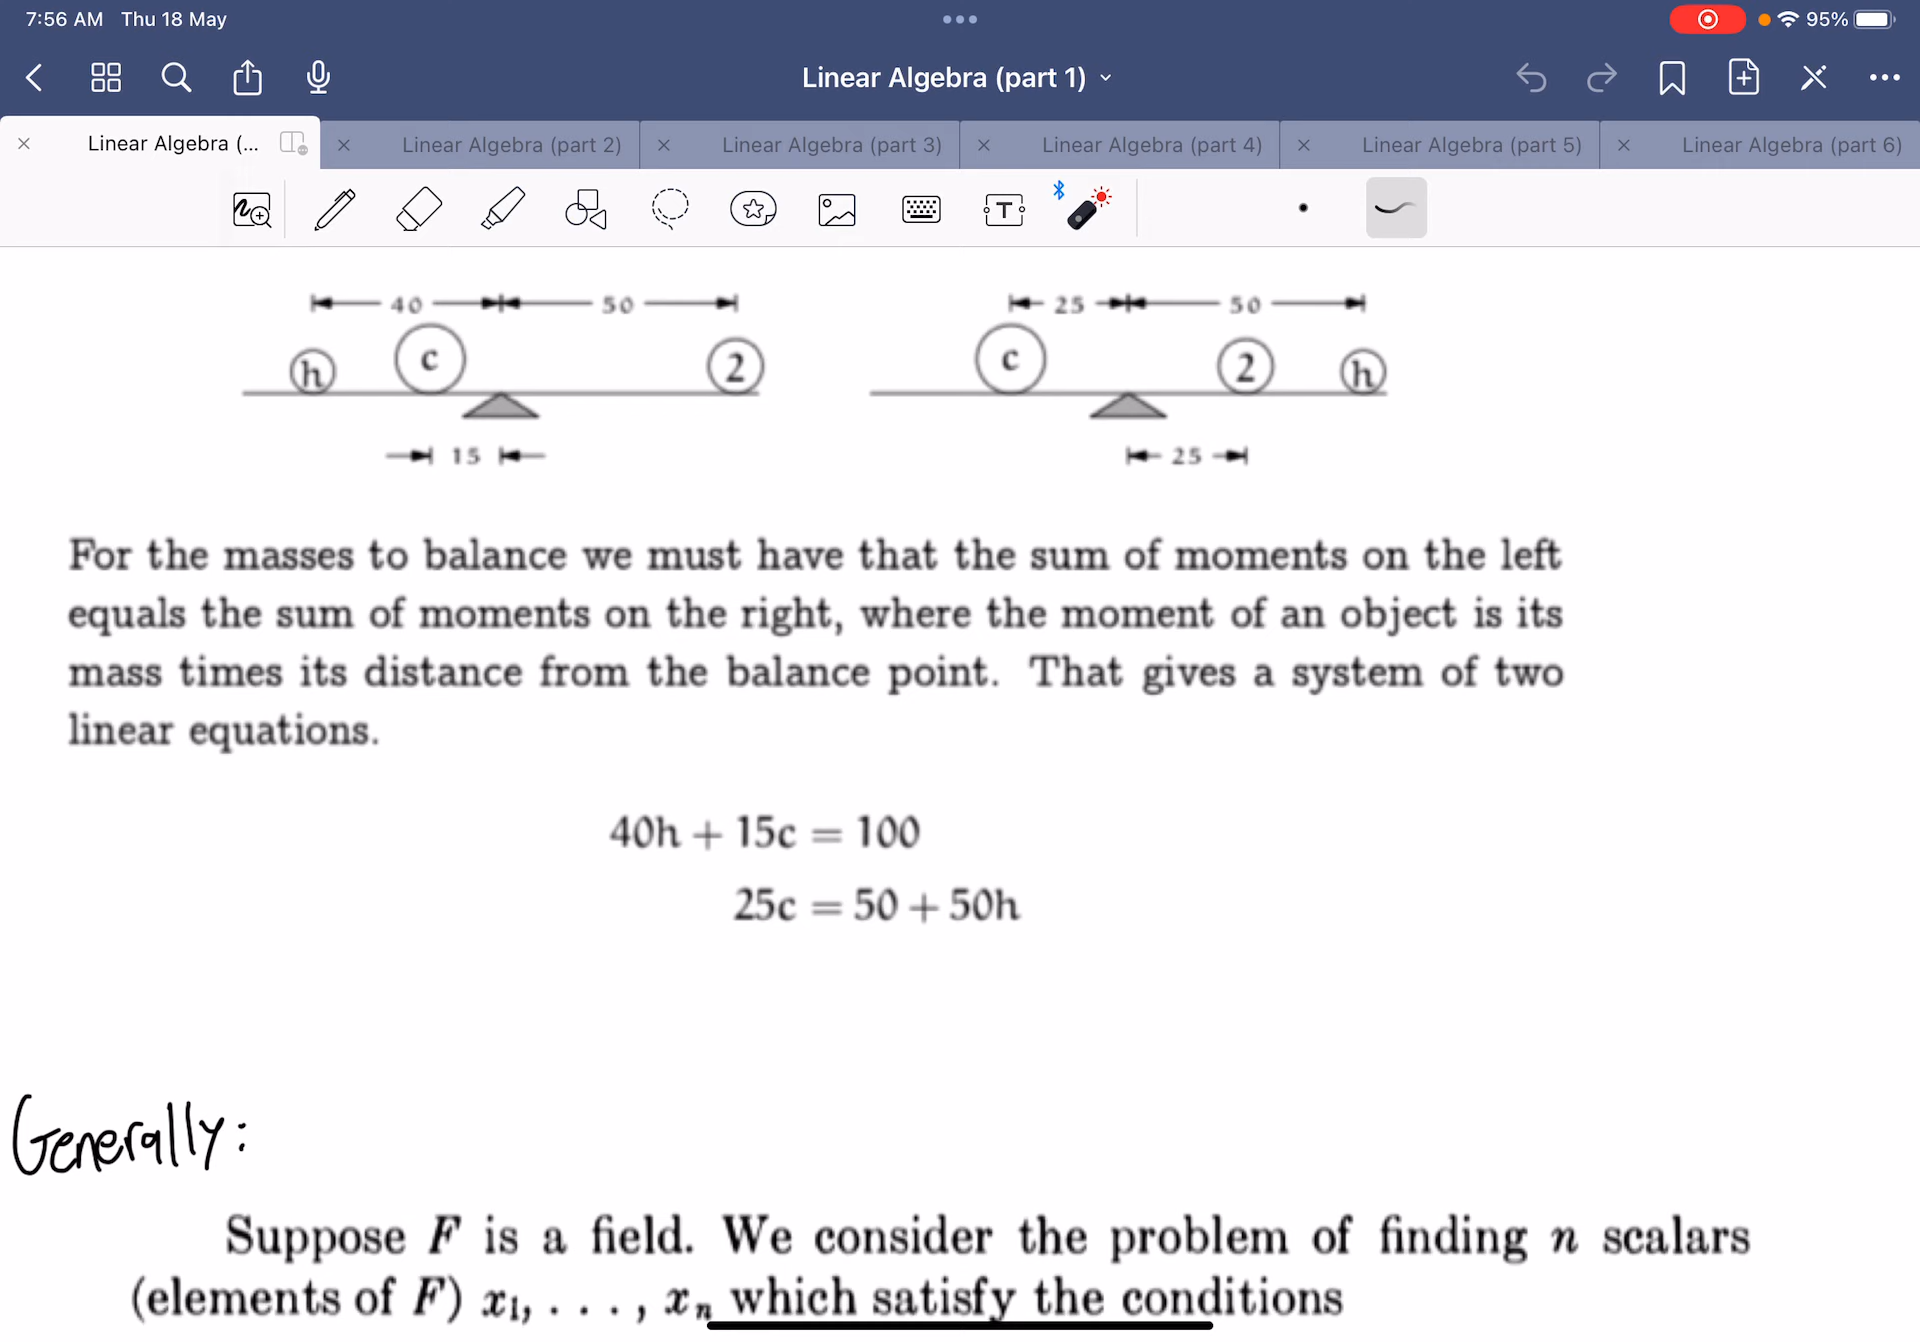 7:56 AM Thu 18 May
95%
Linear Algebra (part 1)
Linear Algebra (...
Linear Algebra (part 2)
Linear Algebra (part 3)
Linear Algebra (part 4)
Linear Algebra (part 5)
Linear Algebra (part 6)
T
40 50 25 50
h c 2 c 2 h
15 25
For the masses to balance we must have that the sum of moments on the left
equals the sum of moments on the right, where the moment of an object is its
mass times its distance from the balance point. That gives a system of two
linear equations.
40h + 15c = 100
25c = 50 + 50h
Generally:
Suppose F is a field. We consider the problem of finding n scalars
(elements of F) x₁, . . . , xₙ which satisfy the conditions